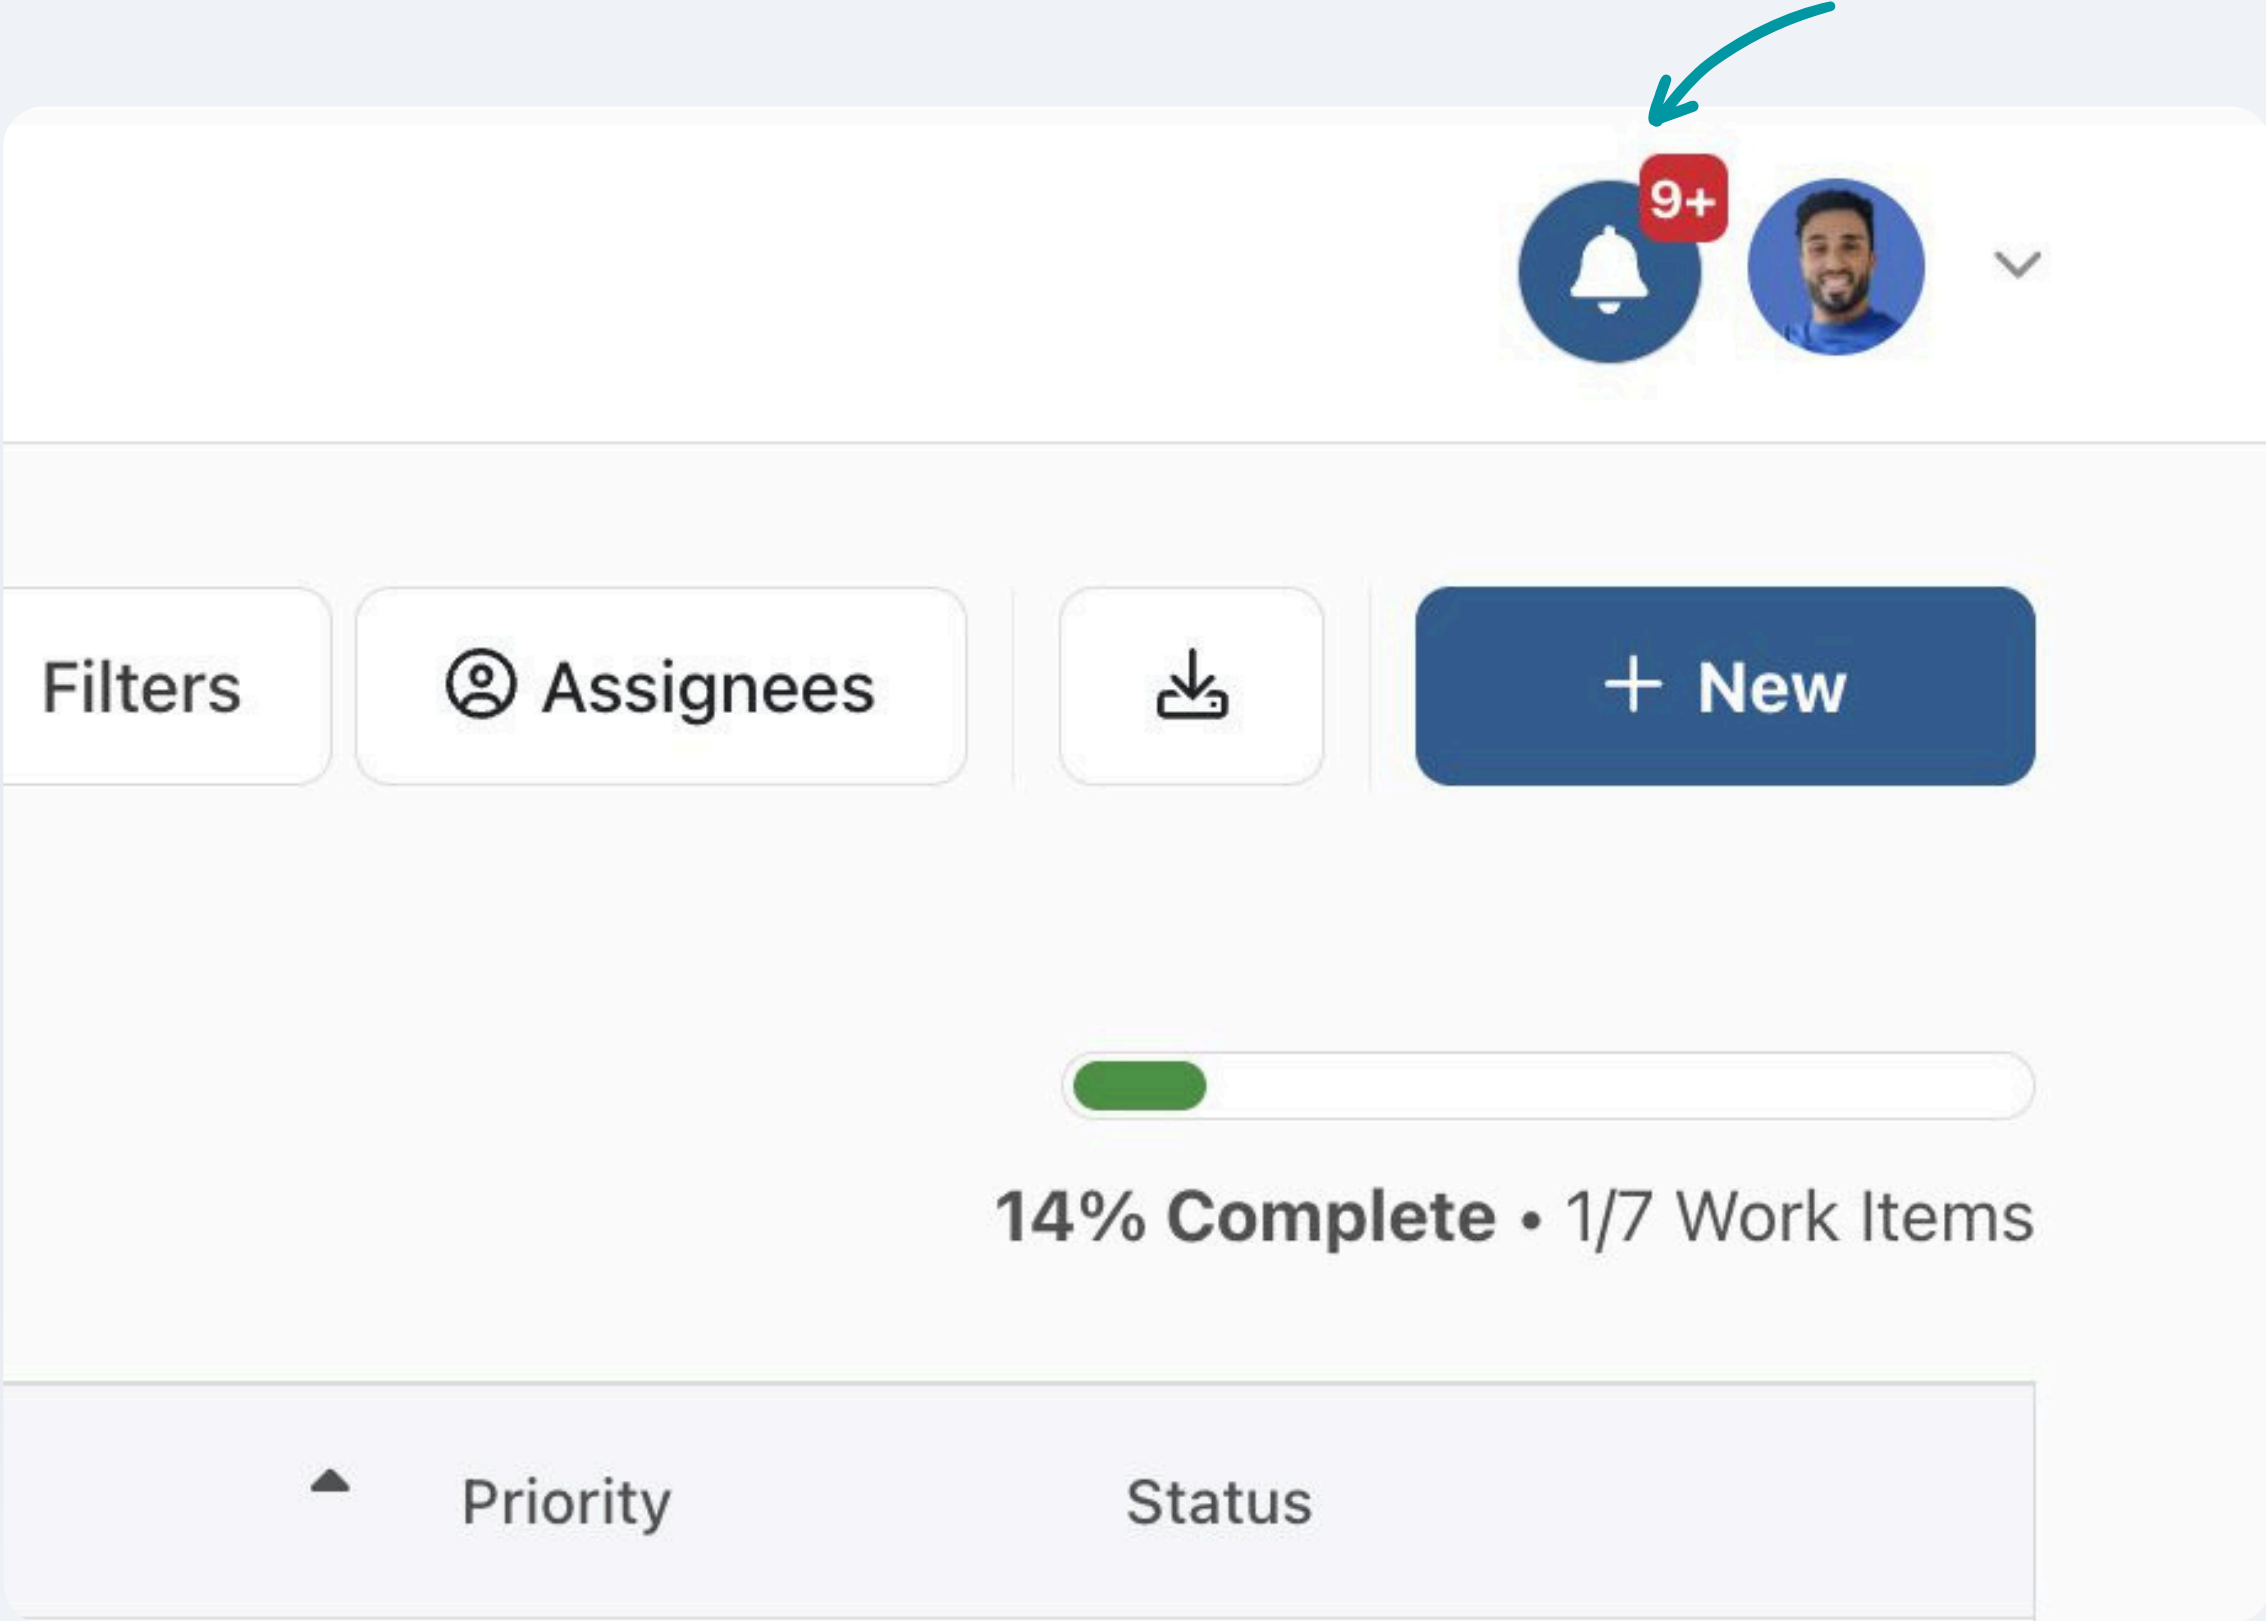 9+
Filters Assignees + New
14% Complete • 1/7 Work Items
Priority Status